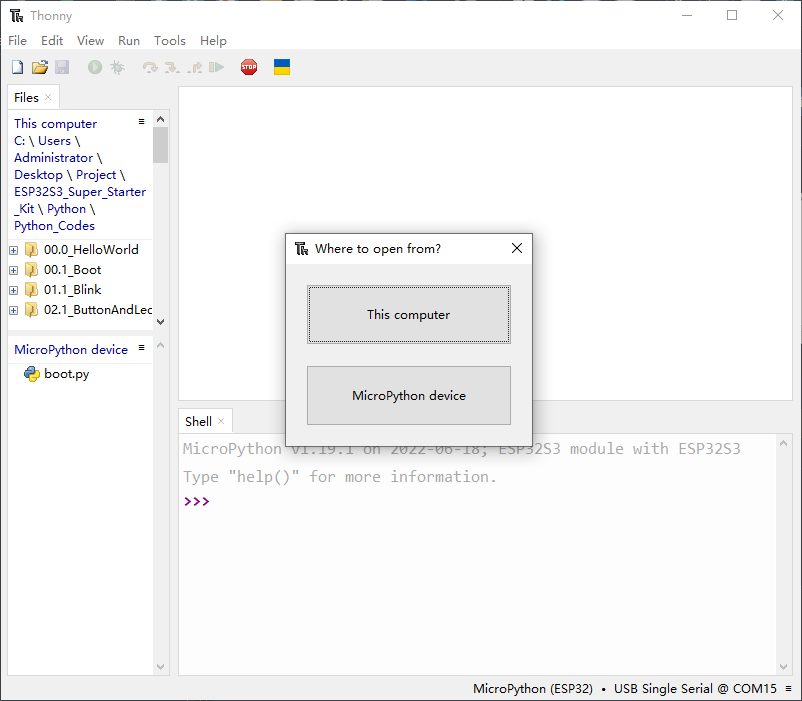 Thonny
File Edit View Run Tools Help
STOP
Files
This computer
C: \ Users \
Administrator \
Desktop \ Project \
ESP32S3_Super_Starter
_Kit \ Python \
Python_Codes
00.0_HelloWorld
00.1_Boot
01.1_Blink
02.1_ButtonAndLec
MicroPython device
boot.py
Where to open from?
This computer
MicroPython device
Shell
MicroPython v1.19.1 on 2022-06-18; ESP32S3 module with ESP32S3
Type "help()" for more information.
>>>
MicroPython (ESP32) • USB Single Serial @ COM15 ≡